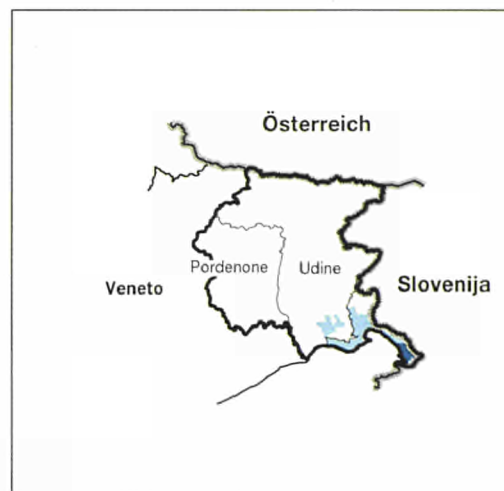 Österreich
Pordenone
Udine
Veneto
Slovenija